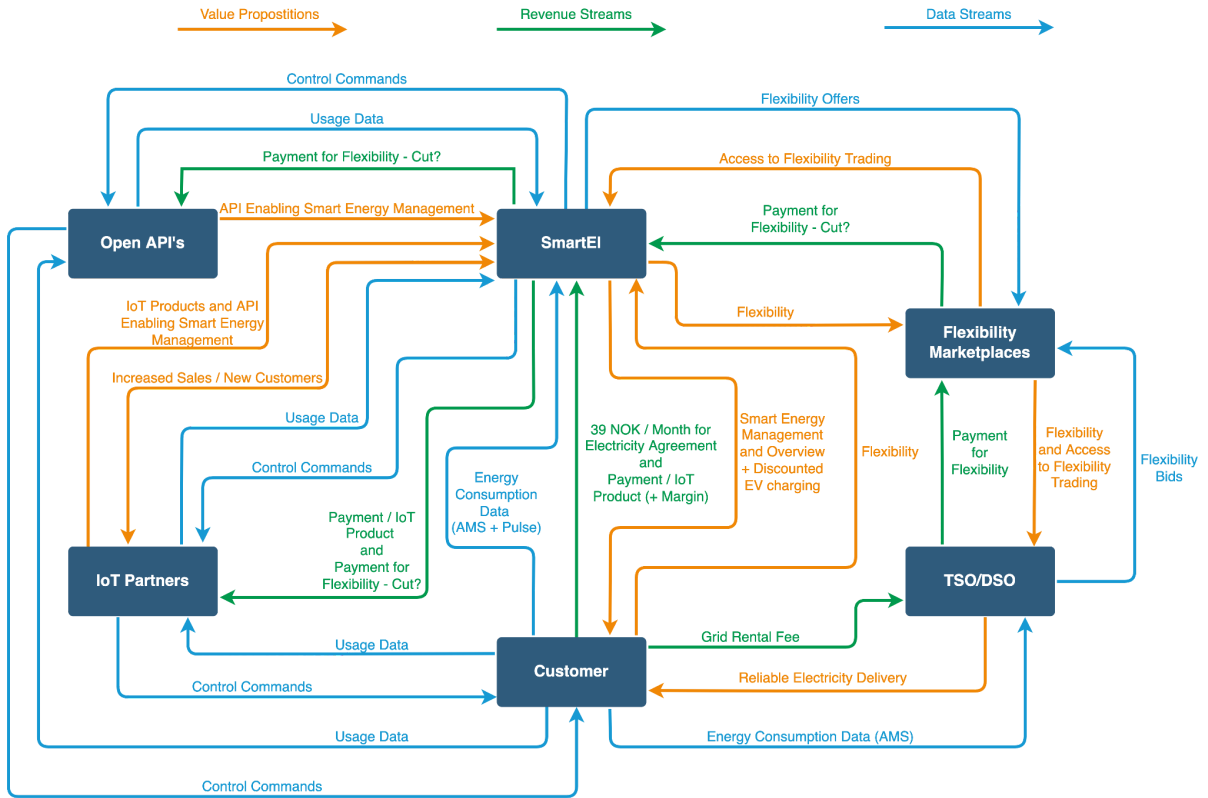 Value Propostitions
Revenue Streams
Data Streams
Control Commands
Flexibility Offers
Usage Data
Payment for Flexibility - Cut?
Access to Flexibility Trading
API Enabling Smart Energy Management
Payment for
Flexibility - Cut?
Open API's
SmartEl
IoT Products and API
Enabling Smart Energy
Management
Flexibility
Flexibility
Marketplaces
Increased Sales / New Customers
Usage Data
Control Commands
Energy
Consumption
Data
(AMS + Pulse)
39 NOK / Month for
Electricity Agreement
and
Payment / IoT
Product (+ Margin)
Smart Energy
Management
and Overview
+ Discounted
EV charging
Flexibility
Payment
for
Flexibility
Flexibility
and Access
to Flexibility
Trading
Flexibility
Bids
Payment / IoT
Product
and
Payment for
Flexibility - Cut?
IoT Partners
TSO/DSO
Usage Data
Grid Rental Fee
Customer
Control Commands
Reliable Electricity Delivery
Usage Data
Energy Consumption Data (AMS)
Control Commands